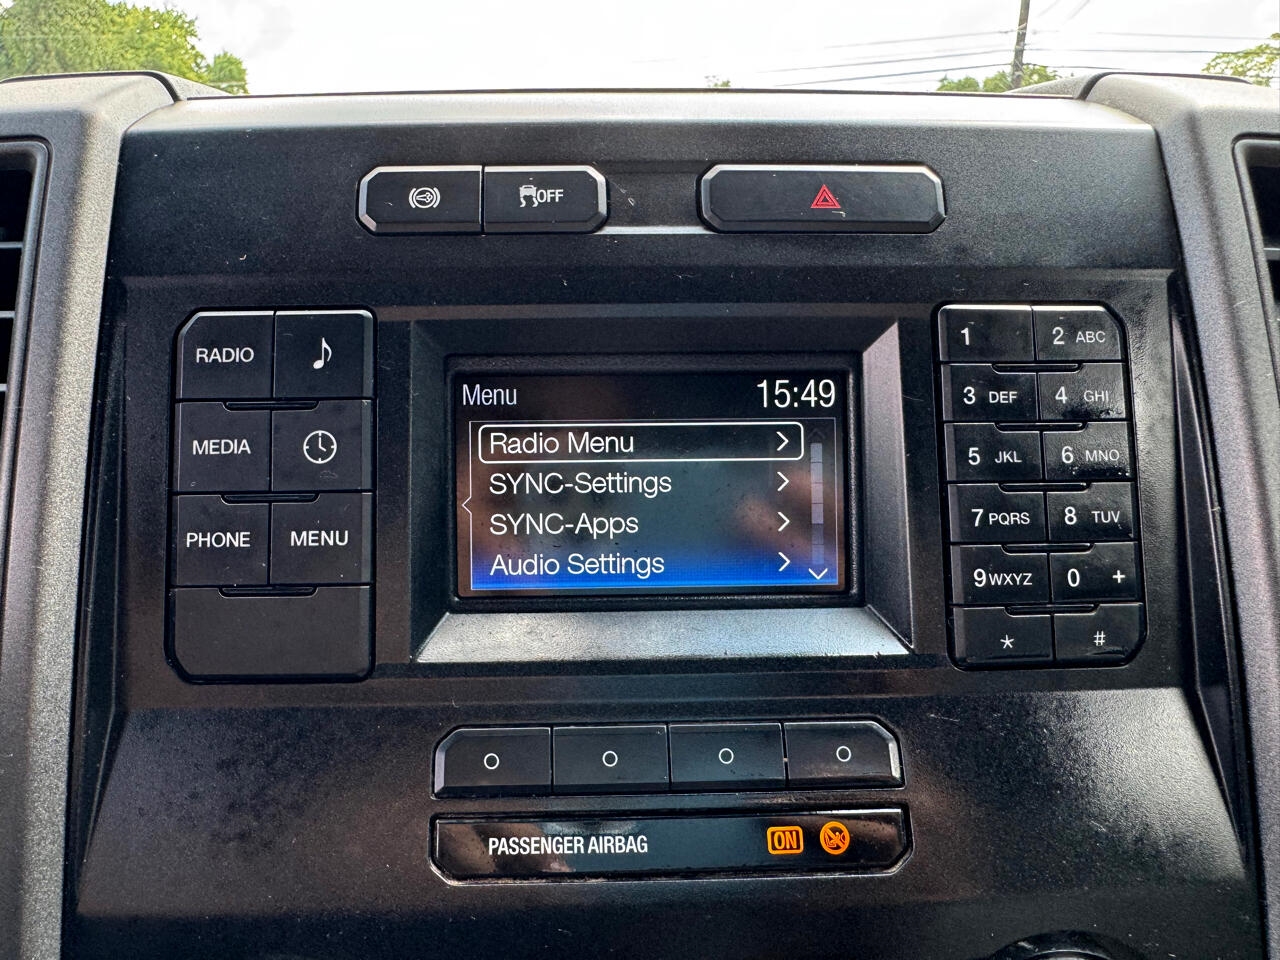 OFF
RADIO
MEDIA
PHONE MENU
Menu 15:49
Radio Menu
SYNC-Settings
SYNC-Apps
Audio Settings
1 2 ABC
3 DEF 4 GHI
5 JKL 6 MNO
7 PQRS 8 TUV
9 WXYZ 0 +
* #
PASSENGER AIRBAG ON